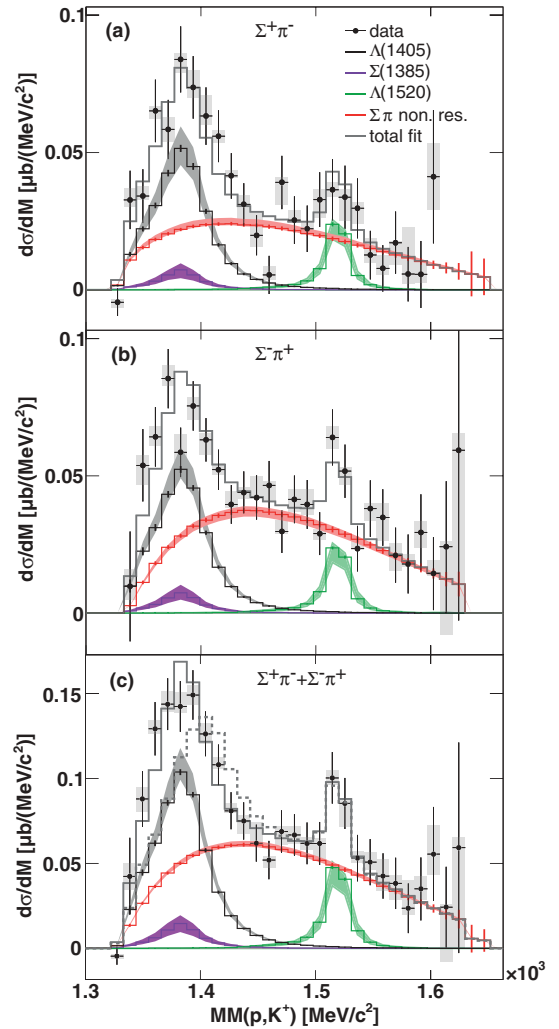 0.1
(a)
Σ⁺π⁻
data
Λ(1405)
Σ(1385)
Λ(1520)
Σπ non. res.
total fit
0.05
0
dσ/dM [μb/(MeV/c²)]
0.1
(b)
Σ⁻π⁺
0.05
0
dσ/dM [μb/(MeV/c²)]
(c)
Σ⁺π⁻+Σ⁻π⁺
0.15
0.1
0.05
0
dσ/dM [μb/(MeV/c²)]
1.3 1.4 1.5 1.6 ×10³
MM(p,K⁺) [MeV/c²]